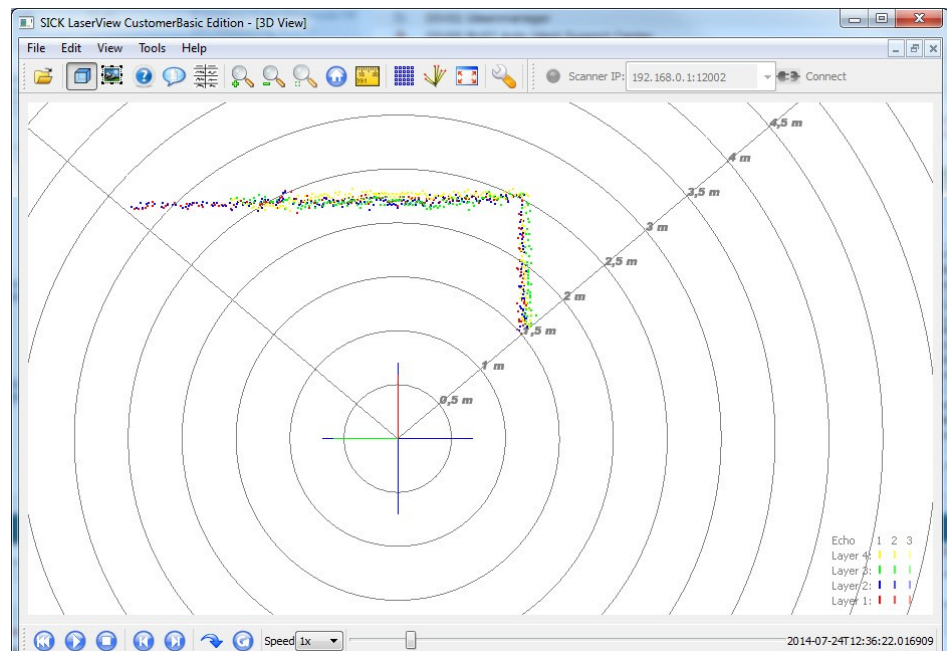 SICK LaserView CustomerBasic Edition - [3D View]
File Edit View Tools Help
Scanner IP: 192.168.0.1:12002 Connect
4,5 m
4 m
3,5 m
3 m
2,5 m
2 m
1,5 m
1 m
0,5 m
Echo 1 2 3
Layer 4:
Layer 3:
Layer 2:
Layer 1:
Speed 1x 2014-07-24T12:36:22.016909